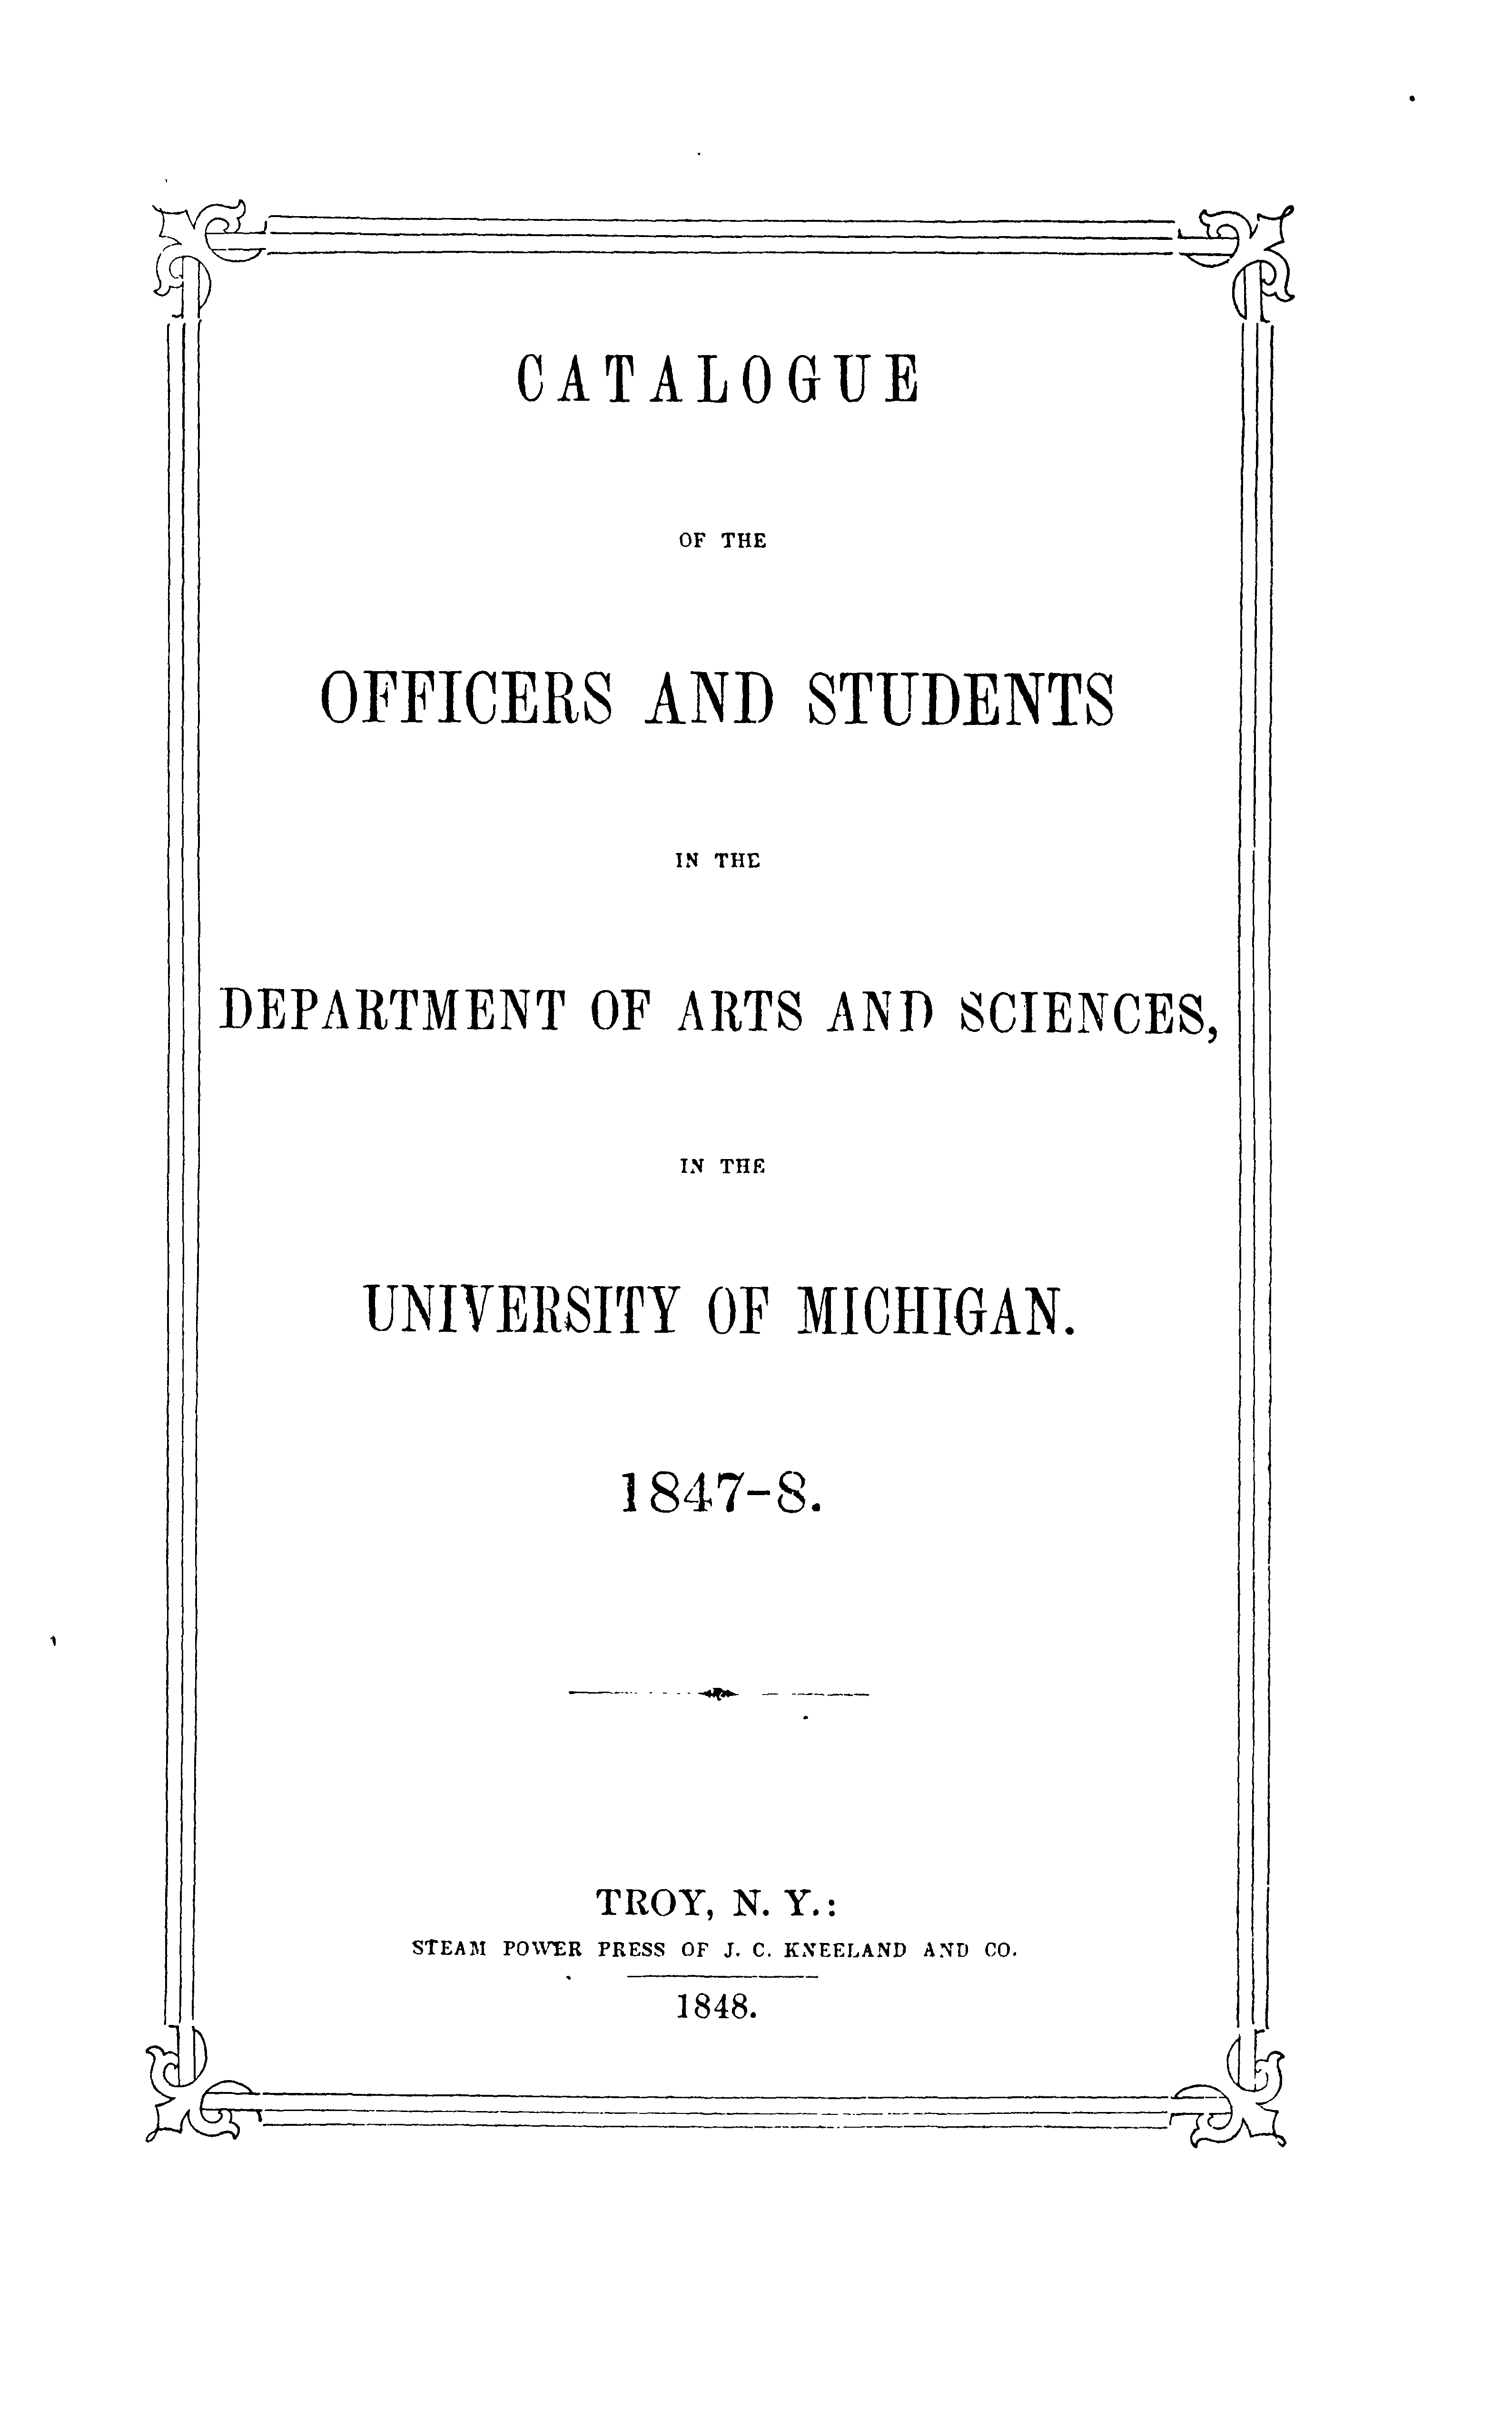 CATALOGUE
OF THE
OFFICERS AND STUDENTS
IN THE
DEPARTMENT OF ARTS AND SCIENCES,
IN THE
UNIVERSITY OF MICHIGAN.
1847-8.
TROY, N. Y.:
STEAM POWER PRESS OF J. C. KNEELAND AND CO.
1848.